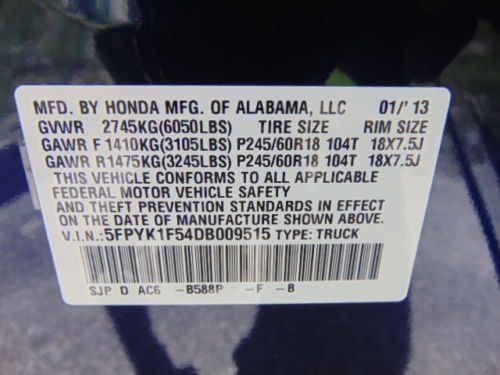 MFD. BY HONDA MFG. OF ALABAMA, LLC 01/'13
GVWR 2745KG(6050LBS) TIRE SIZE RIM SIZE
GAWR F 1410KG(3105LBS) P245/60R18 104T 18X7.5J
GAWR R1475KG(3245LBS) P245/60R18 104T 18X7.5J
THIS VEHICLE CONFORMS TO ALL APPLICABLE
FEDERAL MOTOR VEHICLE SAFETY
AND THEFT PREVENTION STANDARDS IN EFFECT
ON DATE OF MANUFACTURE SHOWN ABOVE.
V.I.N.:5FPYK1F54DB009515 TYPE: TRUCK
SJP D AC6 -B588P -F -B